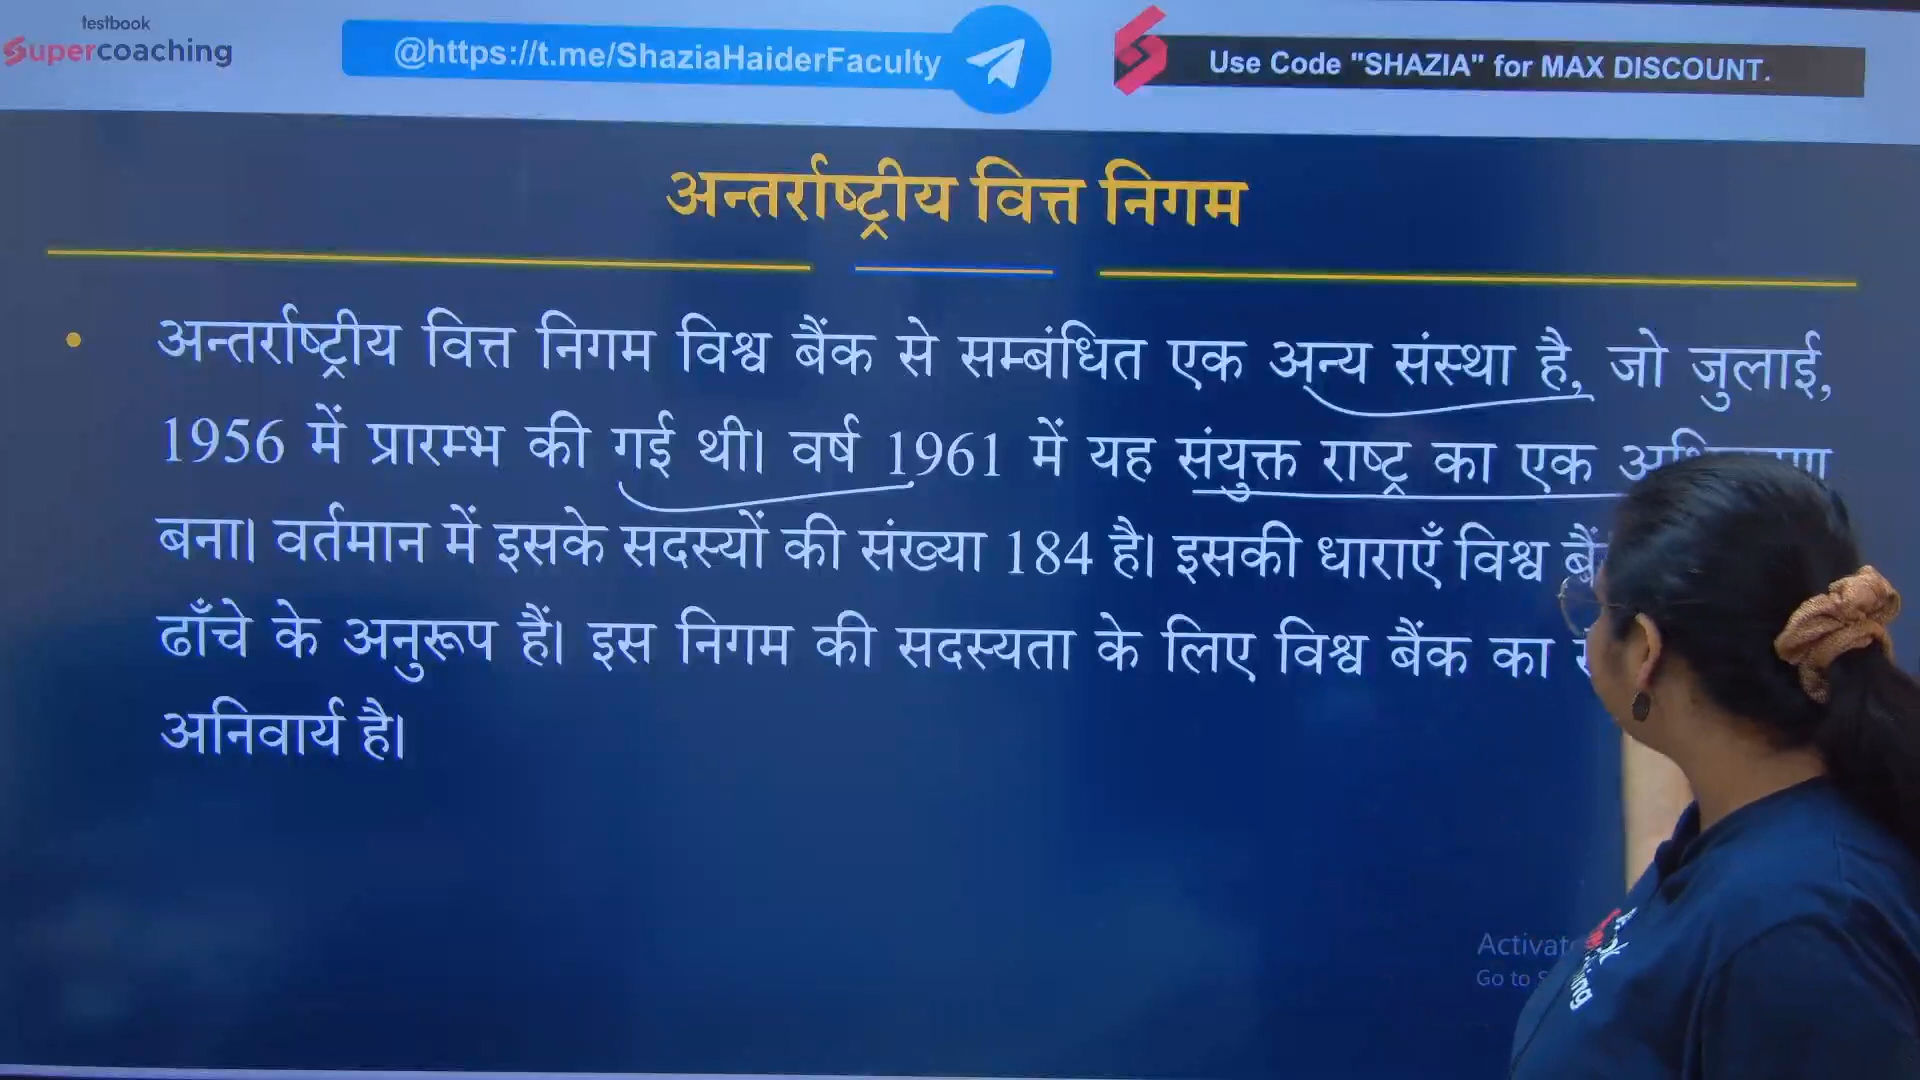 testbook
Supercoaching
@https://t.me/ShaziaHaiderFaculty
Use Code "SHAZIA" for MAX DISCOUNT.
अन्तर्राष्ट्रीय वित्त निगम
• अन्तर्राष्ट्रीय वित्त निगम विश्व बैंक से सम्बंधित एक अन्य संस्था है, जो जुलाई,
1956 में प्रारम्भ की गई थी। वर्ष 1961 में यह संयुक्त राष्ट्र का एक
बना। वर्तमान में इसके सदस्यों की संख्या 184 है। इसकी धाराएँ विश्व
ढाँचे के अनुरूप हैं। इस निगम की सदस्यता के लिए विश्व बैंक का
अनिवार्य है।
Go to